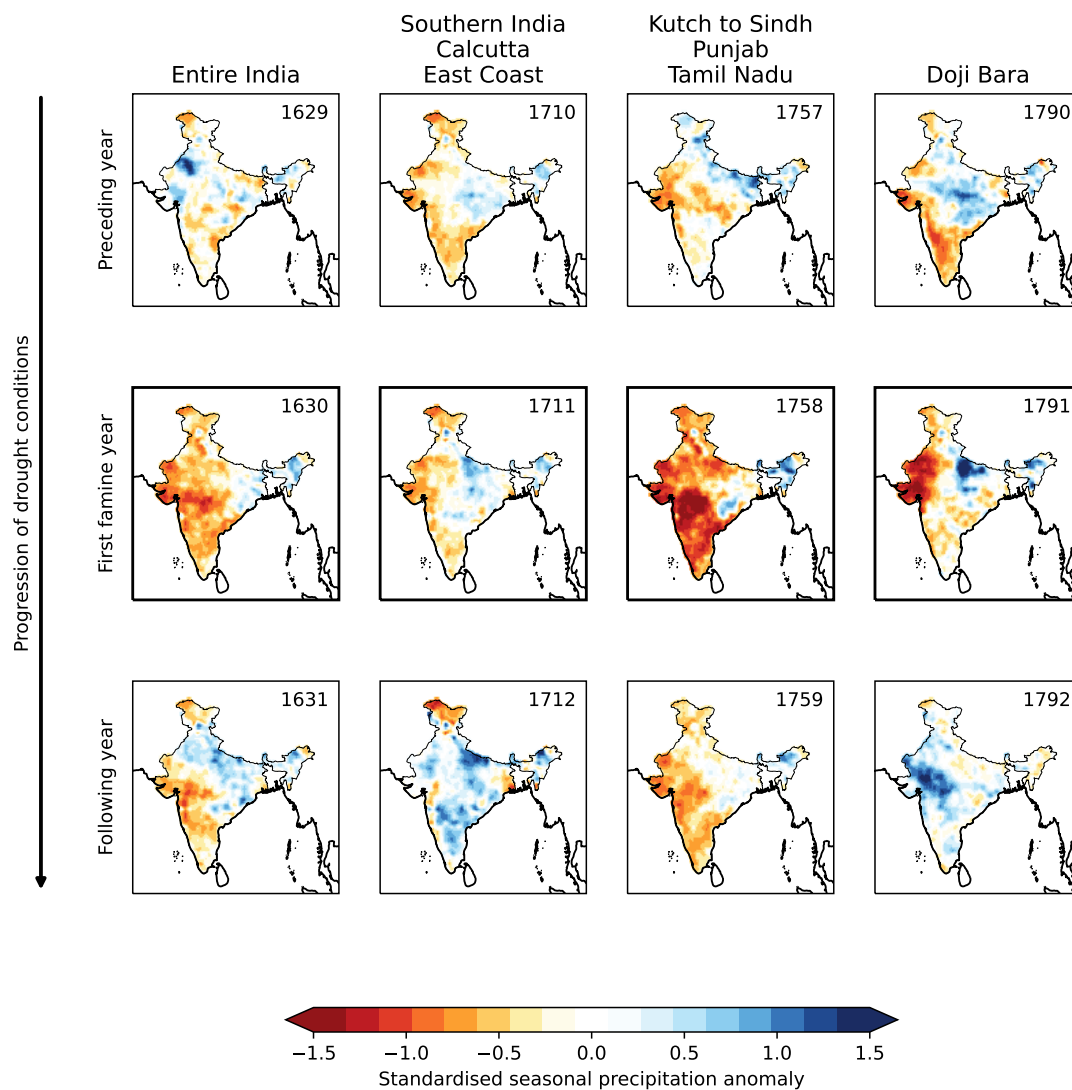 Entire India
Southern India
Calcutta
East Coast
Kutch to Sindh
Punjab
Tamil Nadu
Doji Bara
Progression of drought conditions
Preceding year
1629
1710
1757
1790
First famine year
1630
1711
1758
1791
Following year
1631
1712
1759
1792
−1.5
−1.0
−0.5
0.0
0.5
1.0
1.5
Standardised seasonal precipitation anomaly